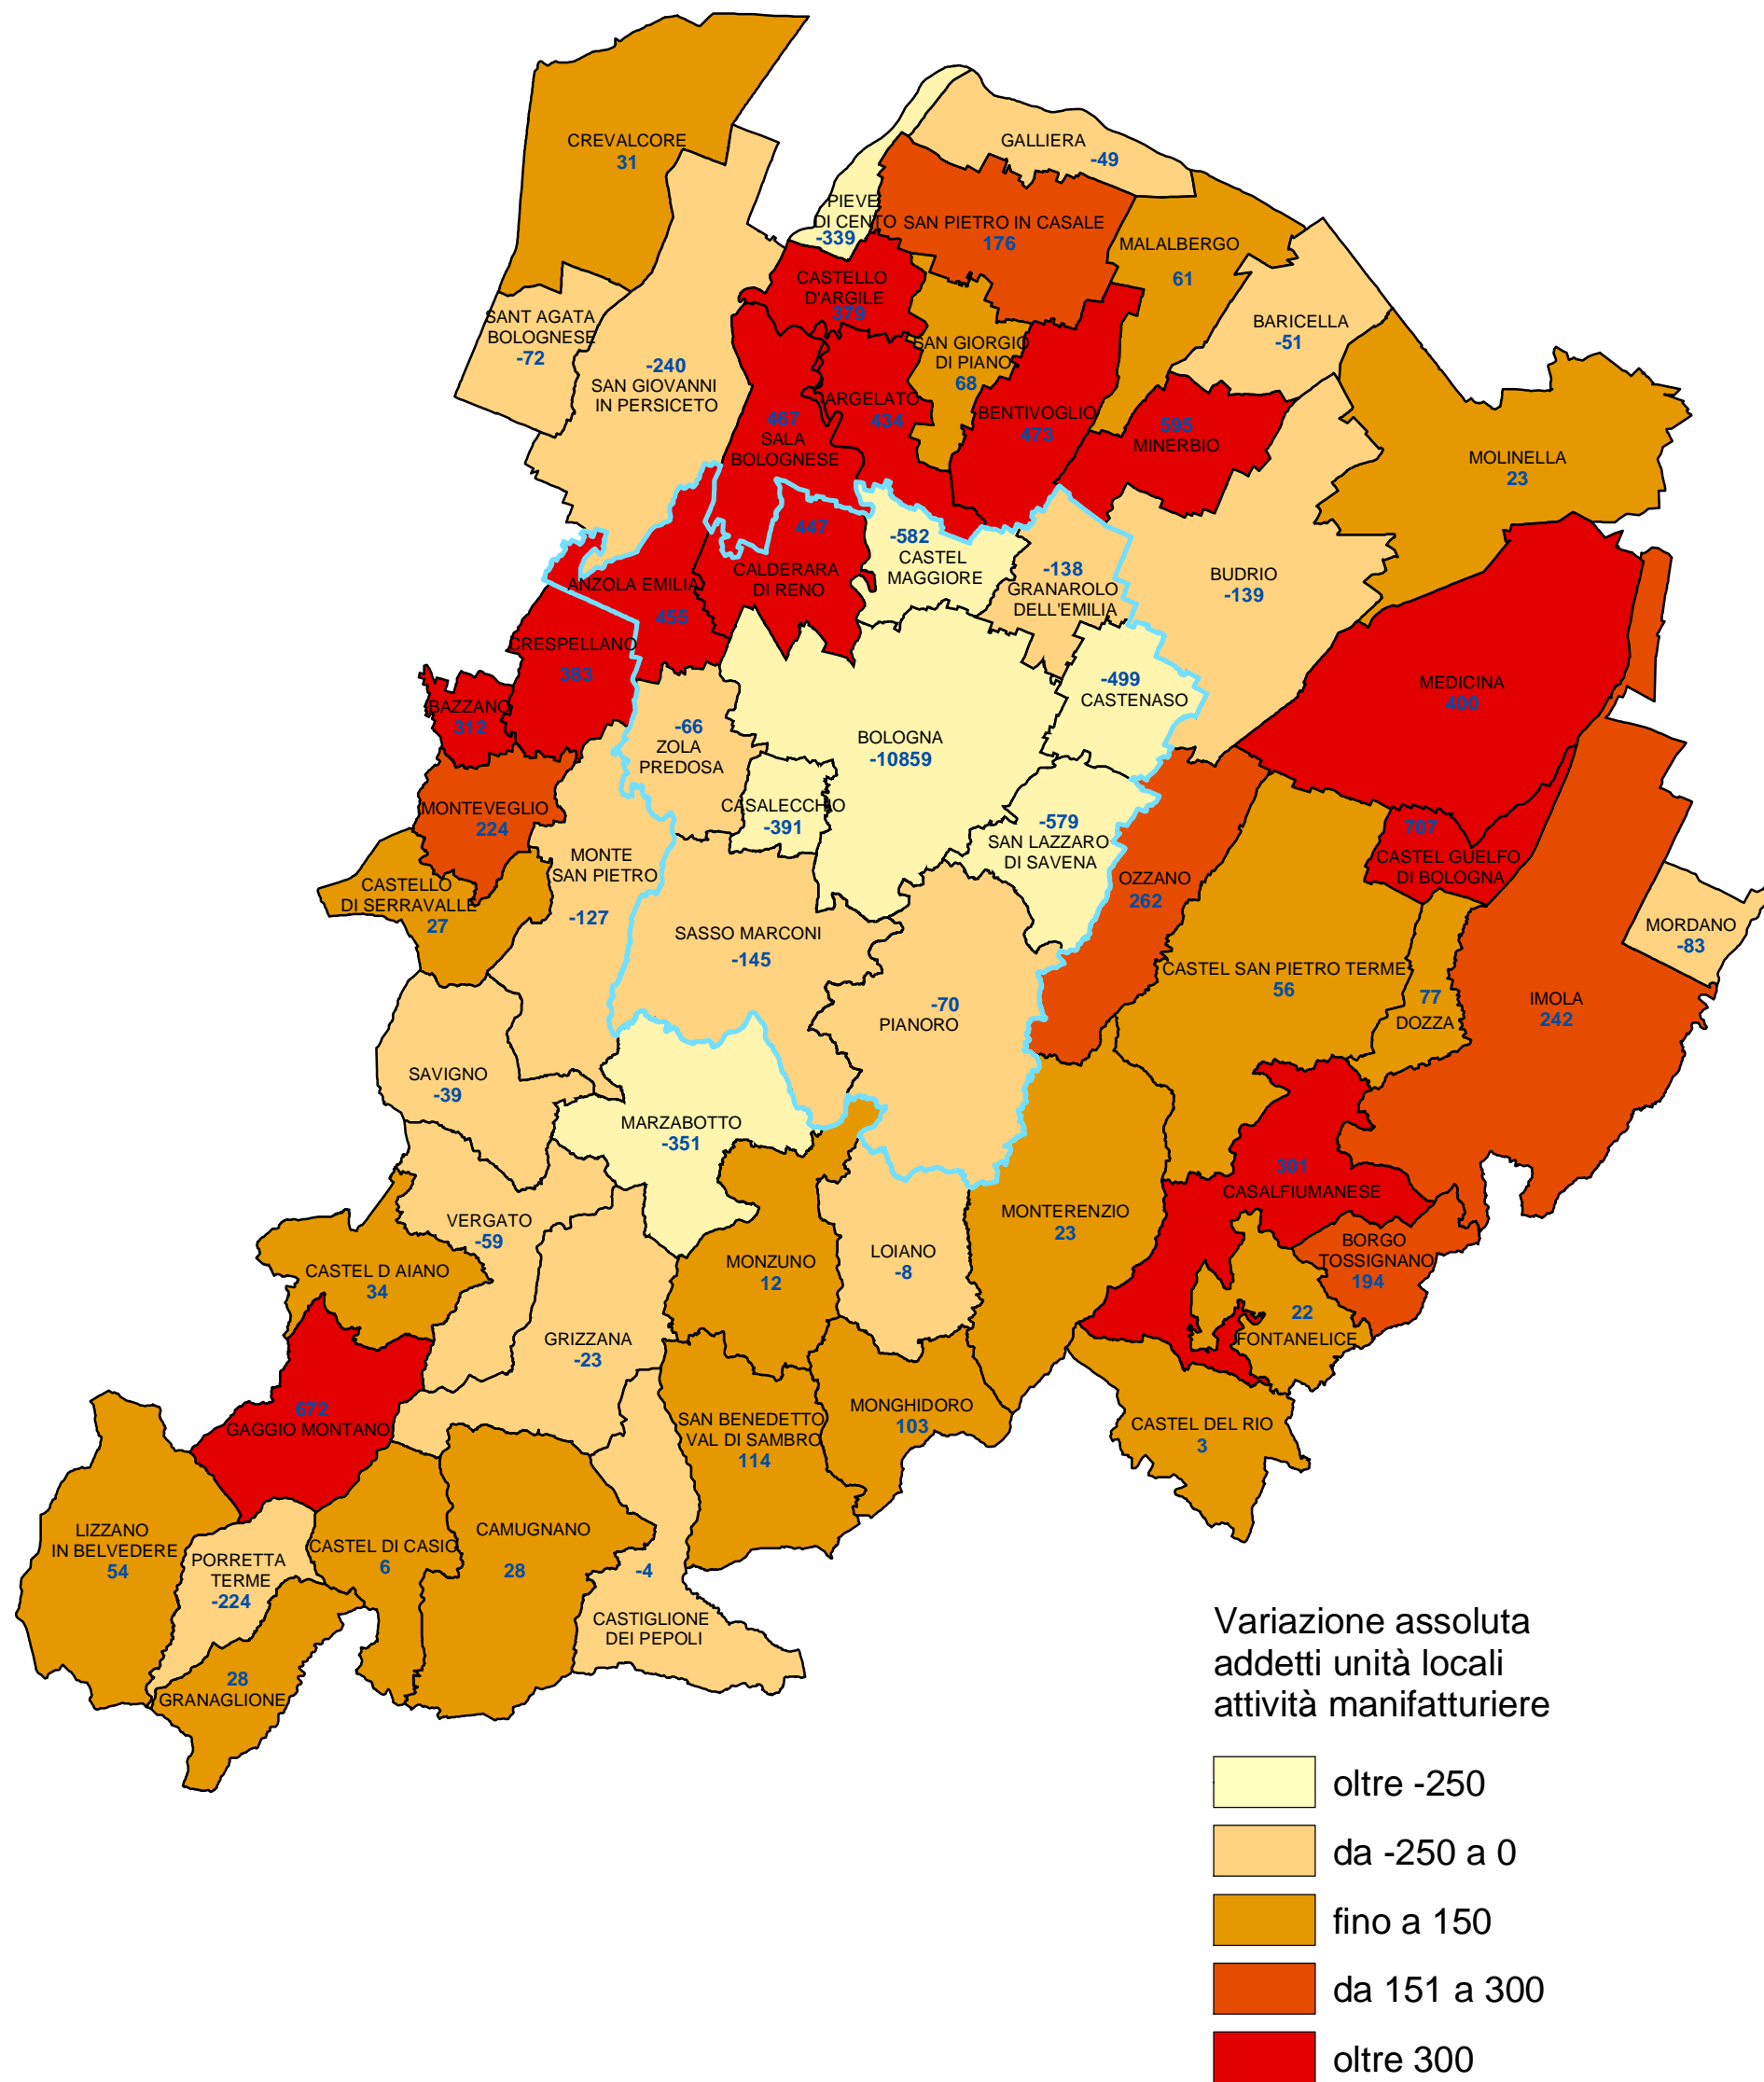 CREVALCORE
31
GALLIERA
-49
PIEVE
DI CENTO
-339
SAN PIETRO IN CASALE
176
MALALBERGO
61
CASTELLO
D'ARGILE
379
SANT AGATA
BOLOGNESE
-72
-240
SAN GIOVANNI
IN PERSICETO
SAN GIORGIO
DI PIANO
68
BARICELLA
-51
467
SALA
BOLOGNESE
ARGELATO
434
BENTIVOGLIO
473
595
MINERBIO
MOLINELLA
23
447
CALDERARA
DI RENO
-582
CASTEL
MAGGIORE
-138
GRANAROLO
DELL'EMILIA
BUDRIO
-139
ANZOLA EMILIA
455
CRESPELLANO
383
BAZZANO
312
-499
CASTENASO
MEDICINA
400
-66
ZOLA
PREDOSA
BOLOGNA
-10859
CASALECCHIO
-391
MONTEVEGLIO
224
-579
SAN LAZZARO
DI SAVENA
707
CASTEL GUELFO
DI BOLOGNA
MONTE
SAN PIETRO
-127
CASTELLO
DI SERRAVALLE
27
OZZANO
262
SASSO MARCONI
-145
MORDANO
-83
CASTEL SAN PIETRO TERME
56
77
DOZZA
IMOLA
242
-70
PIANORO
SAVIGNO
-39
MARZABOTTO
-351
301
CASALFIUMANESE
VERGATO
-59
MONTERENZIO
23
BORGO
TOSSIGNANO
194
CASTEL D AIANO
34
MONZUNO
12
LOIANO
-8
22
FONTANELICE
GRIZZANA
-23
672
GAGGIO MONTANO
SAN BENEDETTO
VAL DI SAMBRO
114
MONGHIDORO
103
CASTEL DEL RIO
3
LIZZANO
IN BELVEDERE
54
PORRETTA
TERME
-224
CASTEL DI CASIO
6
CAMUGNANO
28
-4
CASTIGLIONE
DEI PEPOLI
28
GRANAGLIONE
Variazione assoluta
addetti unità locali
attività manifatturiere
oltre -250
da -250 a 0
fino a 150
da 151 a 300
oltre 300